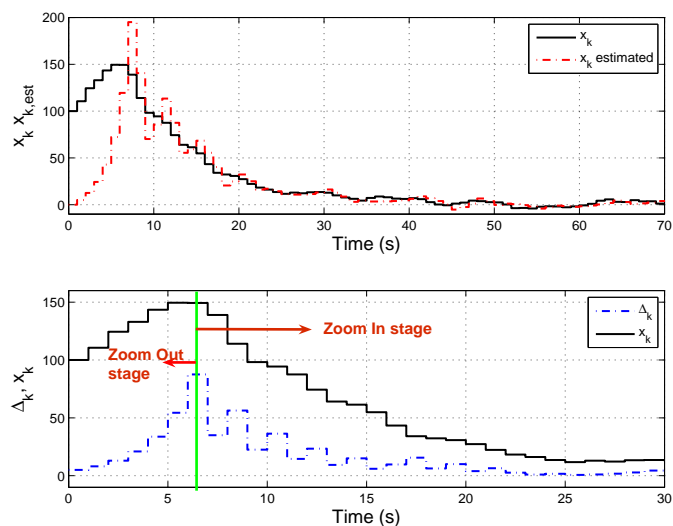 200
150
100
50
0
x_k x_k,est
0 10 20 30 40 50 60 70
Time (s)
x_k
x_k estimated
150
100
50
0
Δ_k, x_k
0 5 10 15 20 25 30
Time (s)
Δ_k
x_k
Zoom In stage
Zoom Out
stage